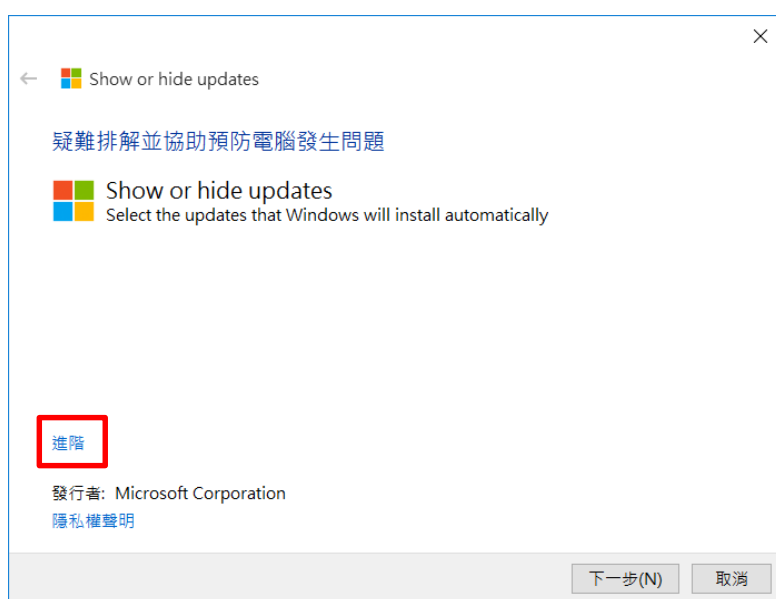 Show or hide updates
疑難排解並協助預防電腦發生問題
Show or hide updates
Select the updates that Windows will install automatically
進階
發行者: Microsoft Corporation
隱私權聲明
下一步(N) 取消